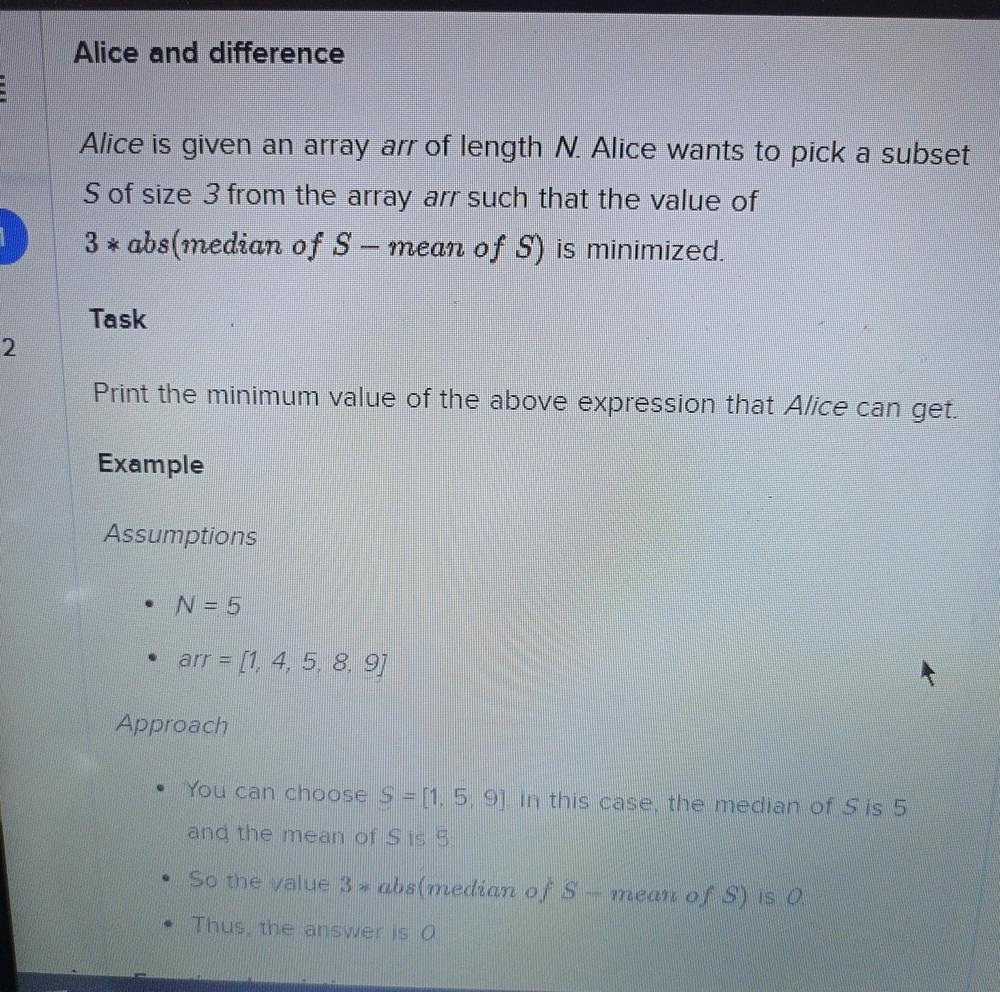 Alice and difference
Alice is given an array arr of length N. Alice wants to pick a subset
S of size 3 from the array arr such that the value of
3 * abs(median of S – mean of S) is minimized.
Task
2
Print the minimum value of the above expression that Alice can get.
Example
Assumptions
• N = 5
• arr = [1, 4, 5, 8, 9]
Approach
• You can choose S = [1, 5, 9]. In this case, the median of S is 5
and the mean of S is 5.
• So the value 3 * abs(median of S – mean of S) is 0.
• Thus, the answer is 0.